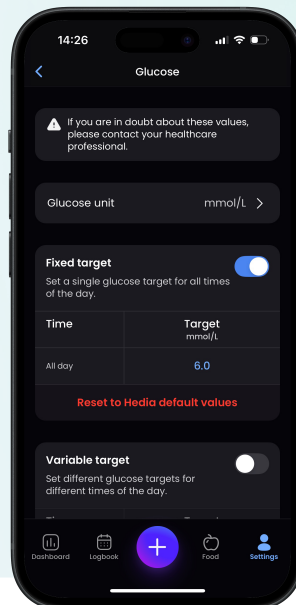 14:26
Glucose
If you are in doubt about these values,
please contact your healthcare
professional.
Glucose unit mmol/L
Fixed target
Set a single glucose target for all times
of the day.
Time Target
mmol/L
All day 6.0
Reset to Hedia default values
Variable target
Set different glucose targets for
different times of the day.
Dashboard Logbook Food Settings